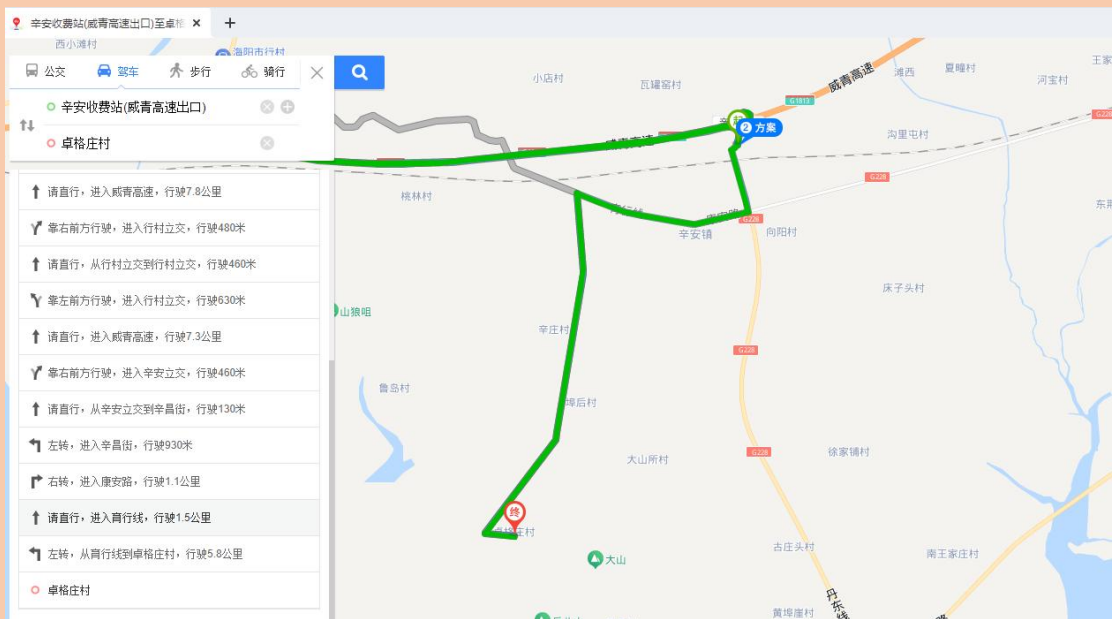 辛安收费站(威青高速出口)至卓格
西小滩村
海阳市行村
公交
驾车
步行
骑行
辛安收费站(威青高速出口)
卓格庄村
请直行，进入威青高速，行驶7.8公里
靠右前方行驶，进入行村立交，行驶480米
请直行，从行村立交到行村立交，行驶460米
靠左前方行驶，进入行村立交，行驶630米
请直行，进入威青高速，行驶7.3公里
靠右前方行驶，进入辛安立交，行驶460米
请直行，从辛安立交到辛昌街，行驶130米
左转，进入辛昌街，行驶930米
右转，进入康安路，行驶1.1公里
请直行，进入育行线，行驶1.5公里
左转，从育行线到卓格庄村，行驶5.8公里
卓格庄村
小店村
瓦罐窑村
威青高速
滩西
夏疃村
王家
河宝村
G1813
G228
2 方案
威青高速
沟里屯村
G228
桃林村
康安路
G228
辛安镇
向阳村
东荆
床子头村
山狼咀
辛庄村
G228
鲁岛村
埠后村
大山所村
G228
徐家铺村
终
卓格庄村
大山
古庄头村
南王家庄村
丹东线
黄埠崖村